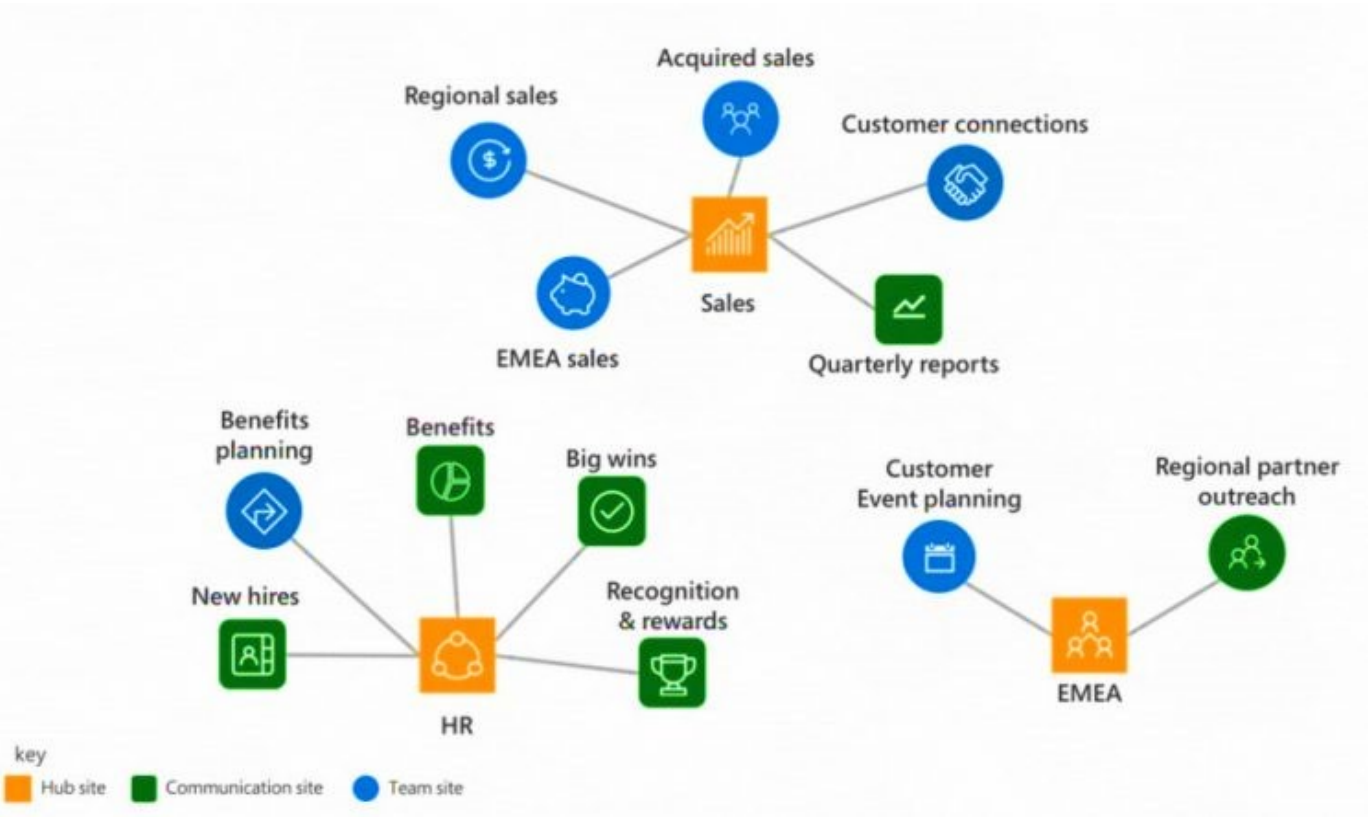 Acquired sales
Regional sales
Customer connections
$
Sales
EMEA sales
Quarterly reports
Benefits
planning
Benefits
Big wins
New hires
Recognition
& rewards
HR
Customer
Event planning
Regional partner
outreach
EMEA
key
Hub site
Communication site
Team site